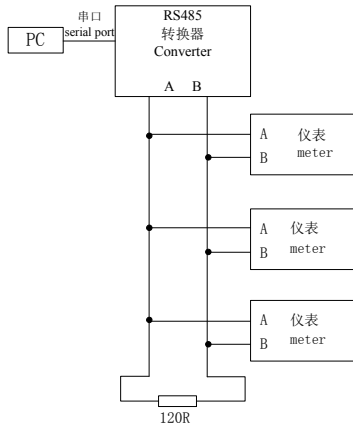 PC
串口
serial port
RS485
转换器
Converter
A B
A 仪表
B meter
A 仪表
B meter
A 仪表
B meter
120R